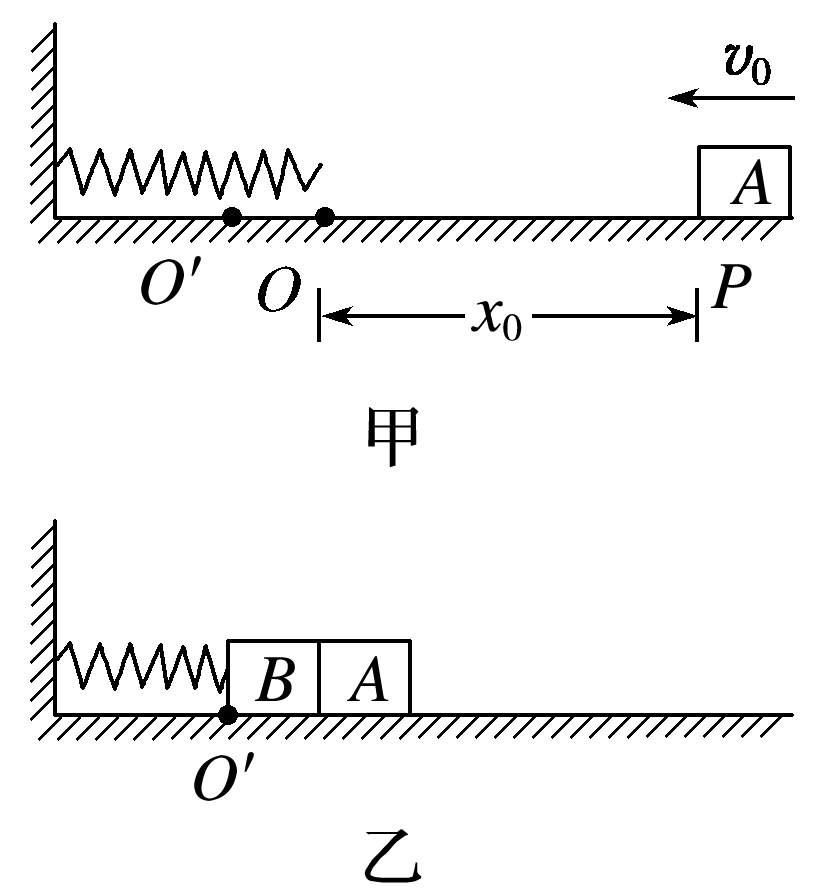 v₀
A
O′ O P
x₀
甲
B A
O′
乙